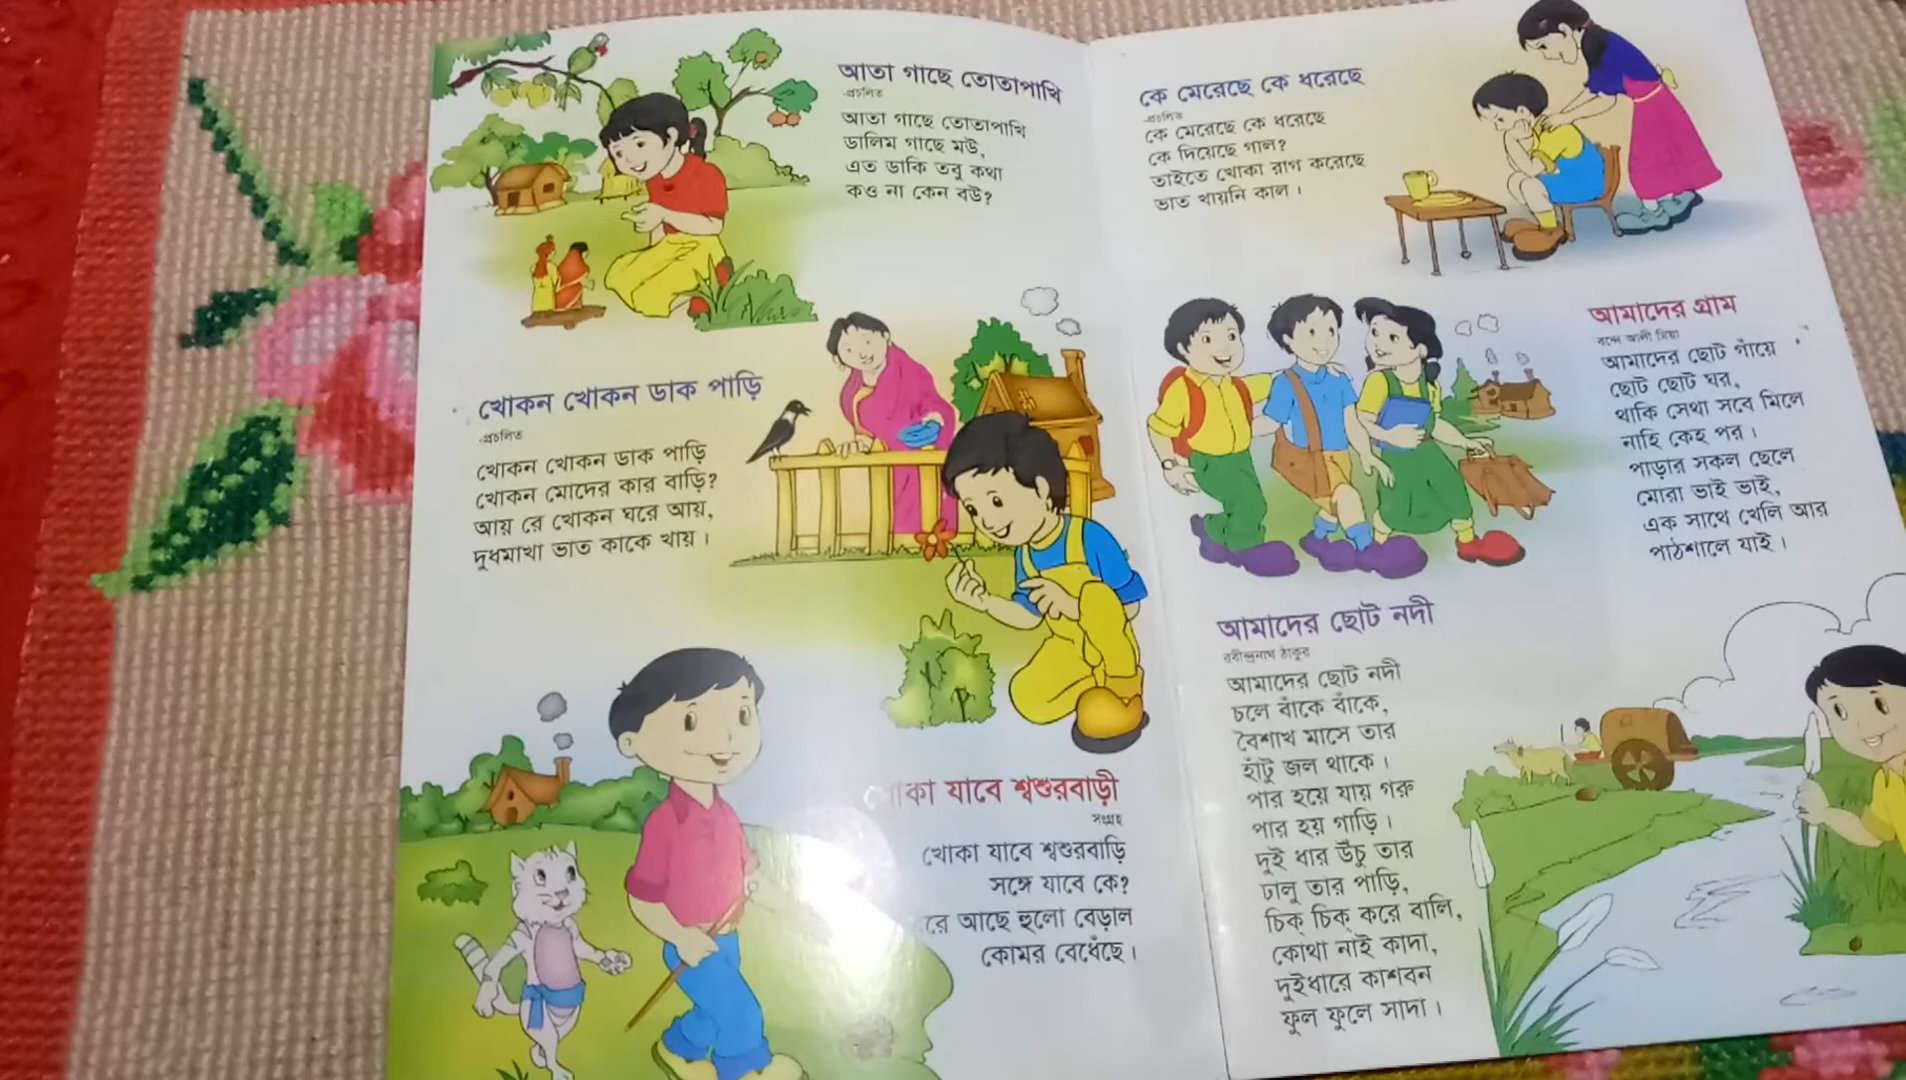 আতা গাছে তোতাপাখি
-প্রচলিত
আতা গাছে তোতাপাখি
ডালিম গাছে মউ,
এত ডাকি তবু কথা
কও না কেন বউ?
খোকন খোকন ডাক পাড়ি
-প্রচলিত
খোকন খোকন ডাক পাড়ি
খোকন মোদের কার বাড়ি?
আয় রে খোকন ঘরে আয়,
দুধমাখা ভাত কাকে খায়।
যাবে শ্বশুরবাড়ী
সংগ্রহ
খোকা যাবে শ্বশুরবাড়ি
সঙ্গে যাবে কে?
আছে হুলো বেড়াল
কোমর বেধেঁছে।
কে মেরেছে কে ধরেছে
-প্রচলিত
কে মেরেছে কে ধরেছে
কে দিয়েছে গাল?
তাইতে খোকা রাগ করেছে
ভাত খায়নি কাল।
আমাদের গ্রাম
বন্দে আলী মিয়া
আমাদের ছোট গাঁয়ে
ছোট ছোট ঘর,
থাকি সেথা সবে মিলে
নাহি কেহ পর।
পাড়ার সকল ছেলে
মোরা ভাই ভাই,
এক সাথে খেলি আর
পাঠশালে যাই।
আমাদের ছোট নদী
রবীন্দ্রনাথ ঠাকুর
আমাদের ছোট নদী
চলে বাঁকে বাঁকে,
বৈশাখ মাসে তার
হাঁটু জল থাকে।
পার হয়ে যায় গরু
পার হয় গাড়ি।
দুই ধার উঁচু তার
ঢালু তার পাড়ি,
চিক্ চিক্ করে বালি,
কোথা নাই কাদা,
দুইধারে কাশবন
ফুল ফুলে সাদা।